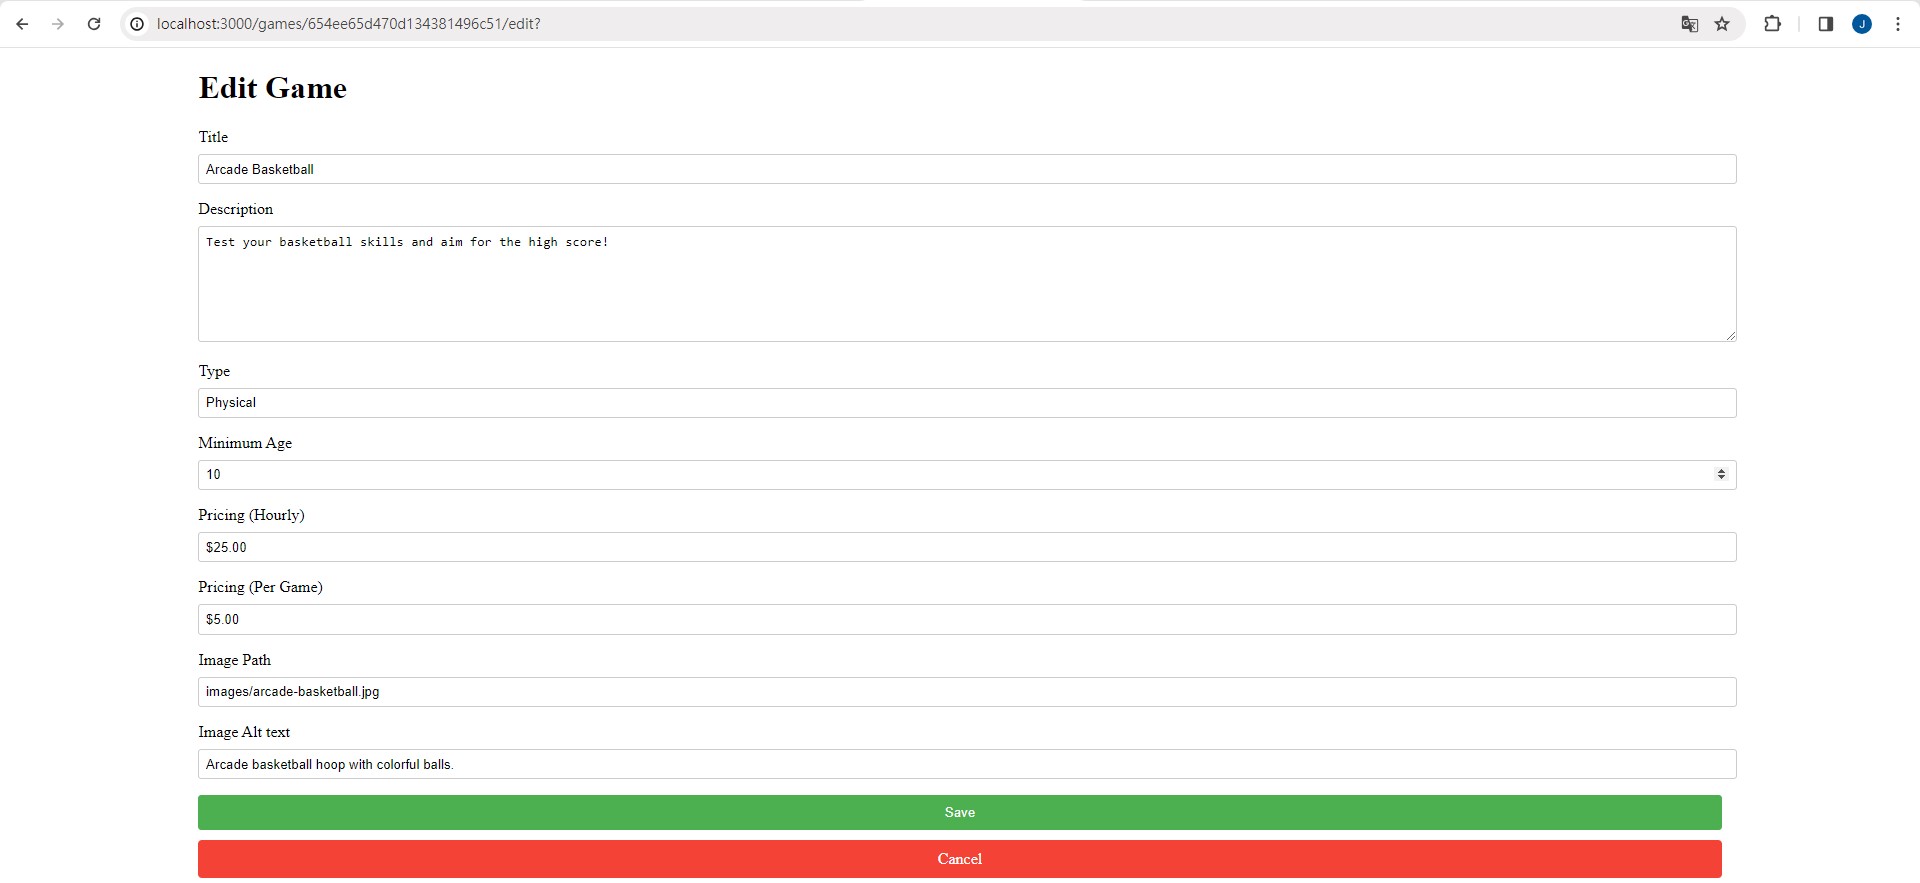 localhost:3000/games/654ee65d470d134381496c51/edit?
J
Edit Game
Title
Arcade Basketball
Description
Test your basketball skills and aim for the high score!
Type
Physical
Minimum Age
10
Pricing (Hourly)
$25.00
Pricing (Per Game)
$5.00
Image Path
images/arcade-basketball.jpg
Image Alt text
Arcade basketball hoop with colorful balls.
Save
Cancel